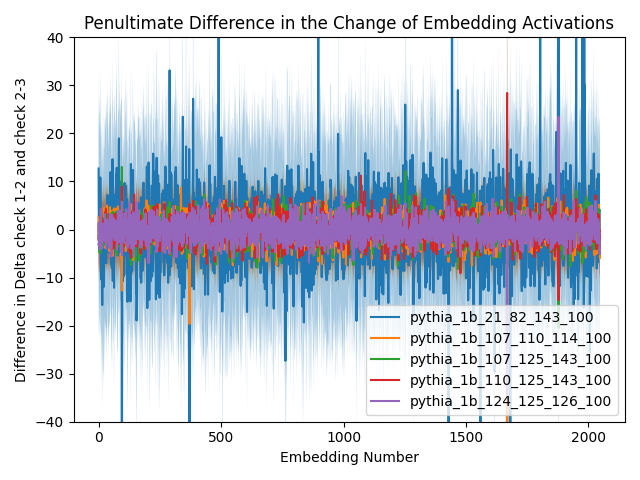 Penultimate Difference in the Change of Embedding Activations
Difference in Delta check 1-2 and check 2-3
40
30
20
10
0
−10
−20
−30
−40
pythia_1b_21_82_143_100
pythia_1b_107_110_114_100
pythia_1b_107_125_143_100
pythia_1b_110_125_143_100
pythia_1b_124_125_126_100
0 500 1000 1500 2000
Embedding Number